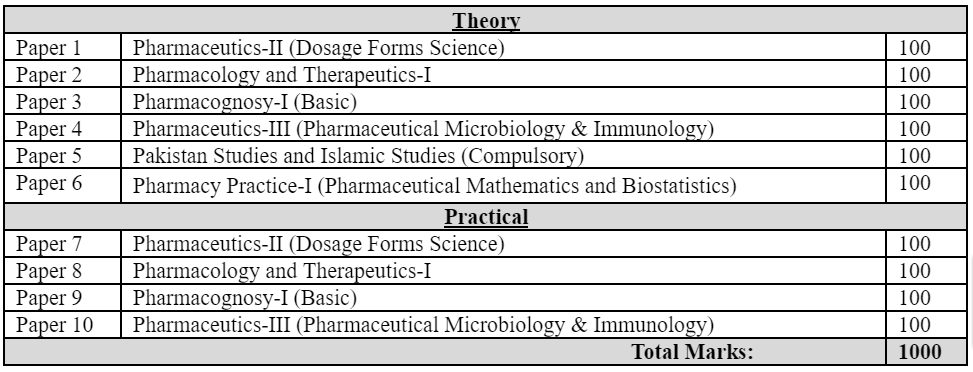 Theory
Paper 1 Pharmaceutics-II (Dosage Forms Science) 100
Paper 2 Pharmacology and Therapeutics-I 100
Paper 3 Pharmacognosy-I (Basic) 100
Paper 4 Pharmaceutics-III (Pharmaceutical Microbiology & Immunology) 100
Paper 5 Pakistan Studies and Islamic Studies (Compulsory) 100
Paper 6 Pharmacy Practice-I (Pharmaceutical Mathematics and Biostatistics) 100
Practical
Paper 7 Pharmaceutics-II (Dosage Forms Science) 100
Paper 8 Pharmacology and Therapeutics-I 100
Paper 9 Pharmacognosy-I (Basic) 100
Paper 10 Pharmaceutics-III (Pharmaceutical Microbiology & Immunology) 100
Total Marks: 1000